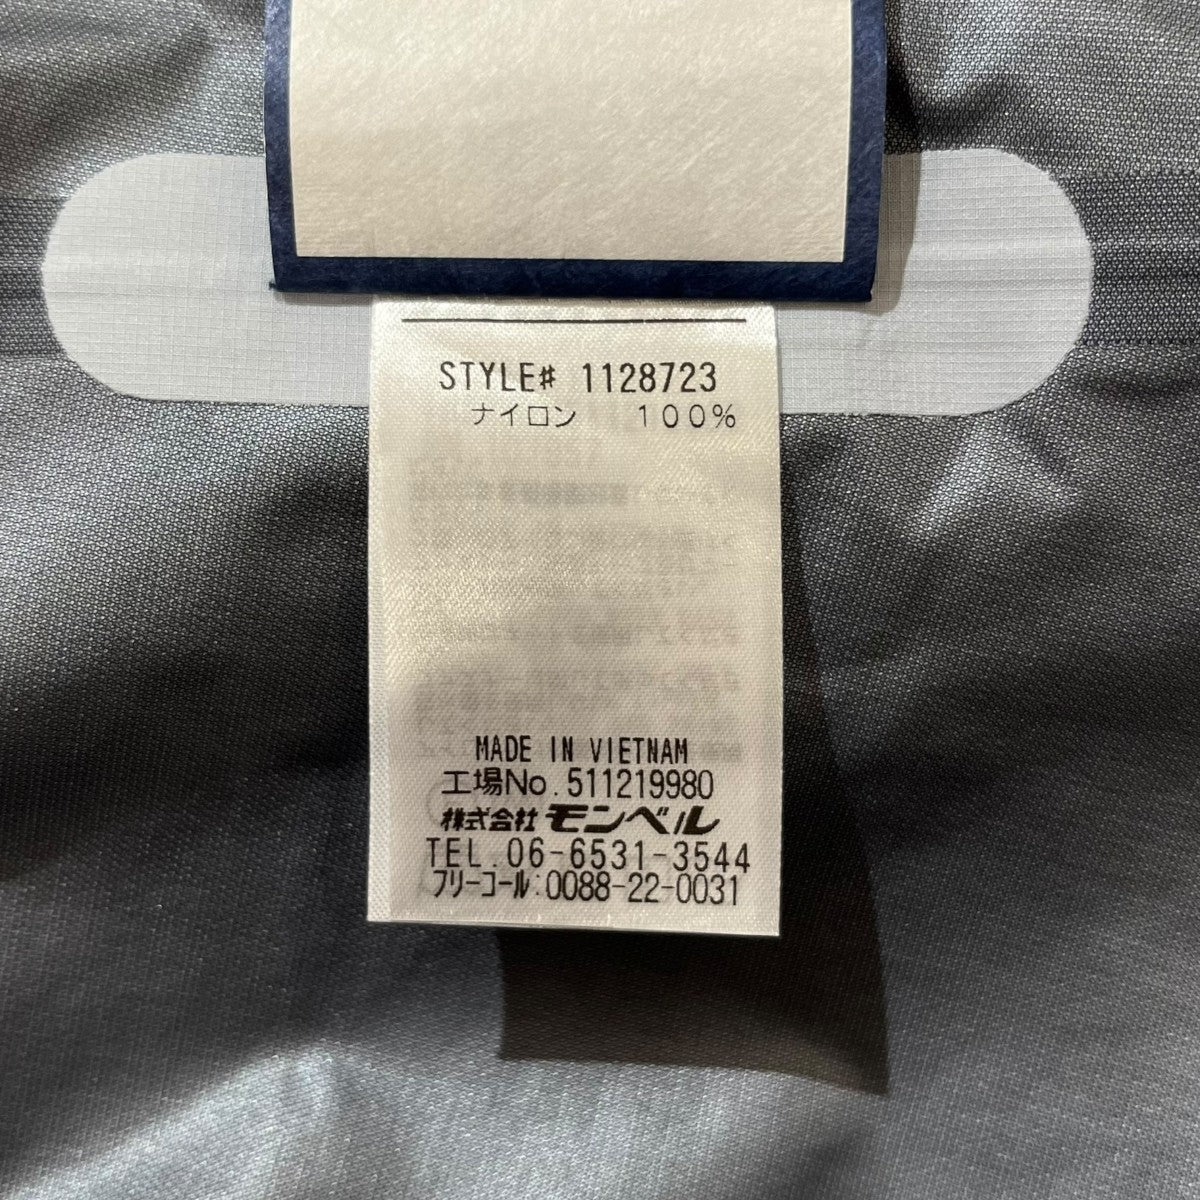 STYLE# 1128723
ナイロン 100%
MADE IN VIETNAM
工場No.511219980
株式会社 モンベル
TEL.06-6531-3544
フリーコール:0088-22-0031